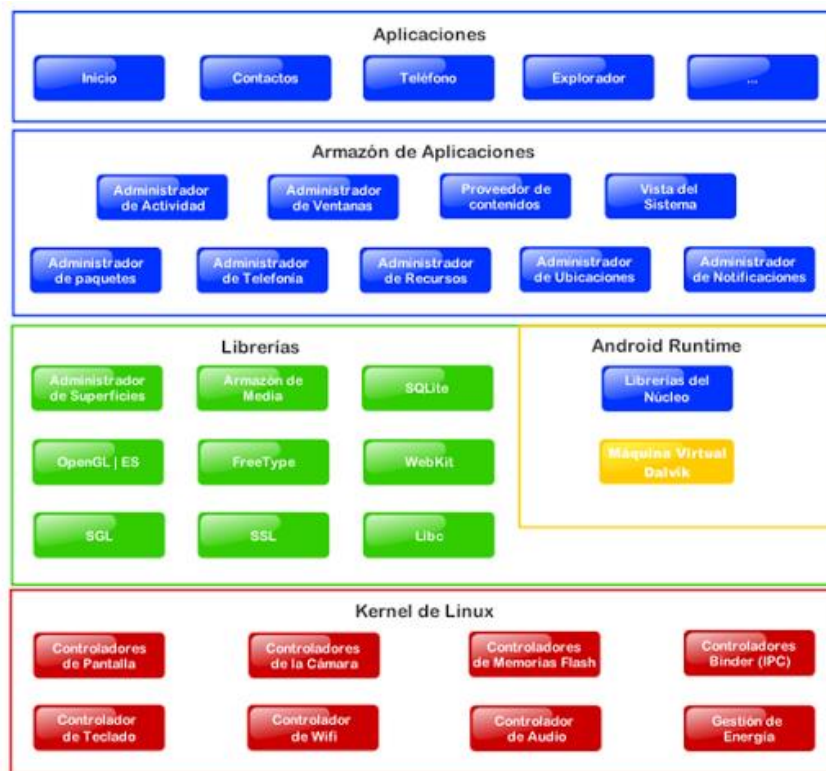 Aplicaciones
Inicio
Contactos
Teléfono
Explorador
...
Armazón de Aplicaciones
Administrador
de Actividad
Administrador
de Ventanas
Proveedor de
contenidos
Vista del
Sistema
Administrador
de paquetes
Administrador
de Telefonía
Administrador
de Recursos
Administrador
de Ubicaciones
Administrador
de Notificaciones
Librerías
Administrador
de Superficies
Armazón de
Media
SQLite
OpenGL | ES
FreeType
WebKit
SGL
SSL
Libc
Android Runtime
Librerías del
Núcleo
Máquina Virtual
Dalvik
Kernel de Linux
Controladores
de Pantalla
Controladores
de la Cámara
Controladores
de Memorias Flash
Controladores
Binder (IPC)
Controlador
de Teclado
Controlador
de Wifi
Controlador
de Audio
Gestión de
Energía